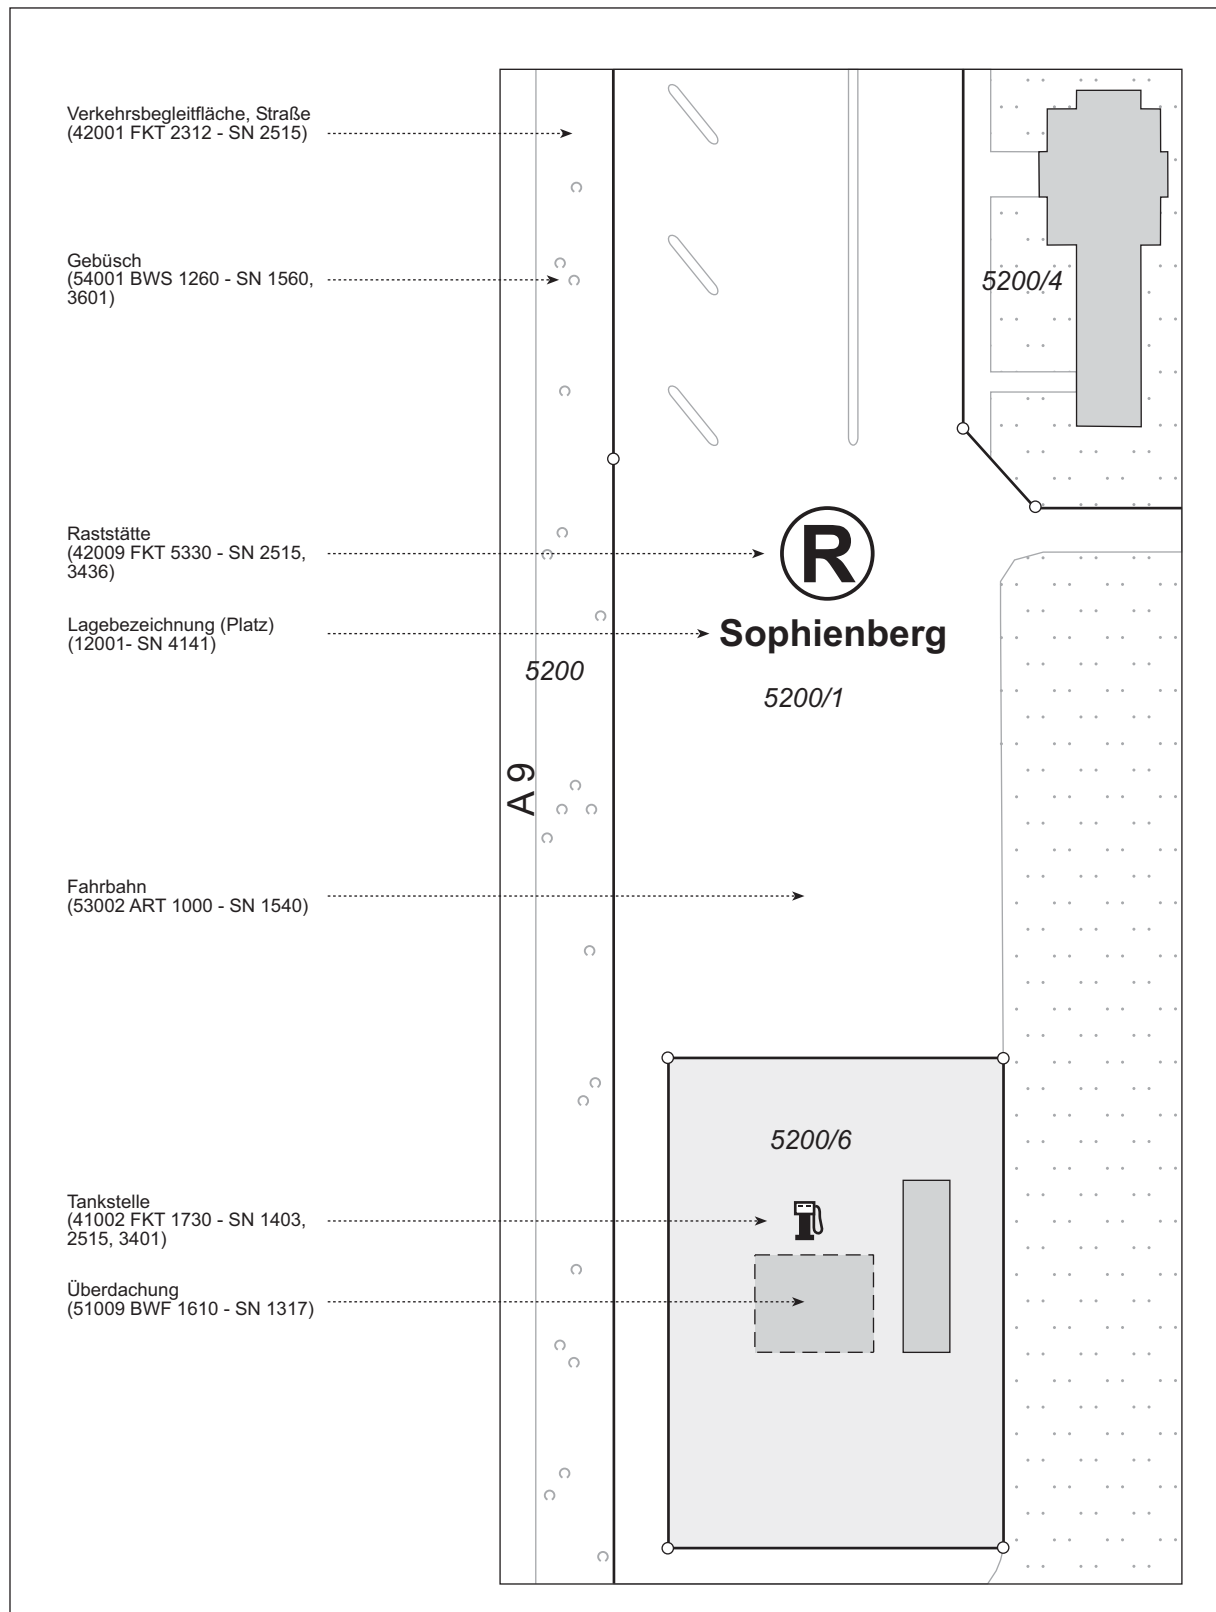 Verkehrsbegleitfläche, Straße
(42001 FKT 2312 - SN 2515)
Gebüsch
(54001 BWS 1260 - SN 1560,
3601)
5200/4
Raststätte
(42009 FKT 5330 - SN 2515,
3436)
R
Lagebezeichnung (Platz)
(12001- SN 4141)
Sophienberg
5200
5200/1
A 9
Fahrbahn
(53002 ART 1000 - SN 1540)
5200/6
Tankstelle
(41002 FKT 1730 - SN 1403,
2515, 3401)
Überdachung
(51009 BWF 1610 - SN 1317)